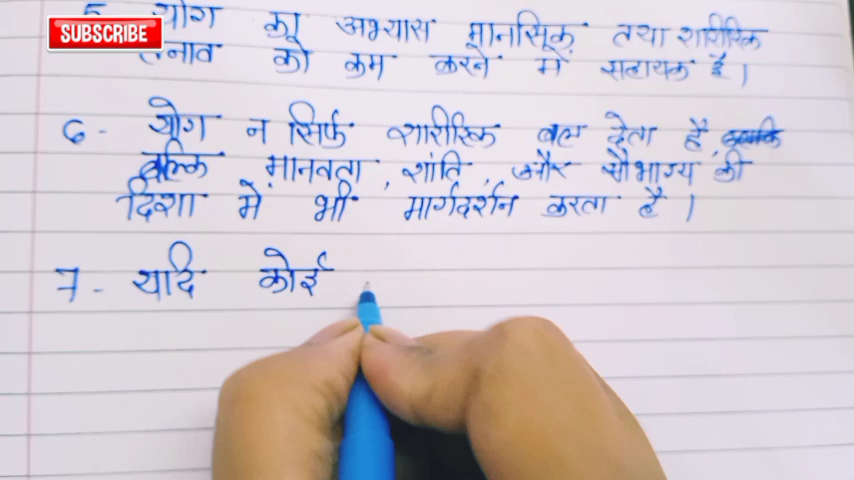 5. योग का अभ्यास मानसिक तथा शारीरिक
SUBSCRIBE
तनाव को कम करने में सहायक है।
6- योग न सिर्फ शारीरिक बल देता है,
बल्कि मानवता, शांति, और सौभाग्य की
दिशा में भी मार्गदर्शन करता है।
7- यदि कोई